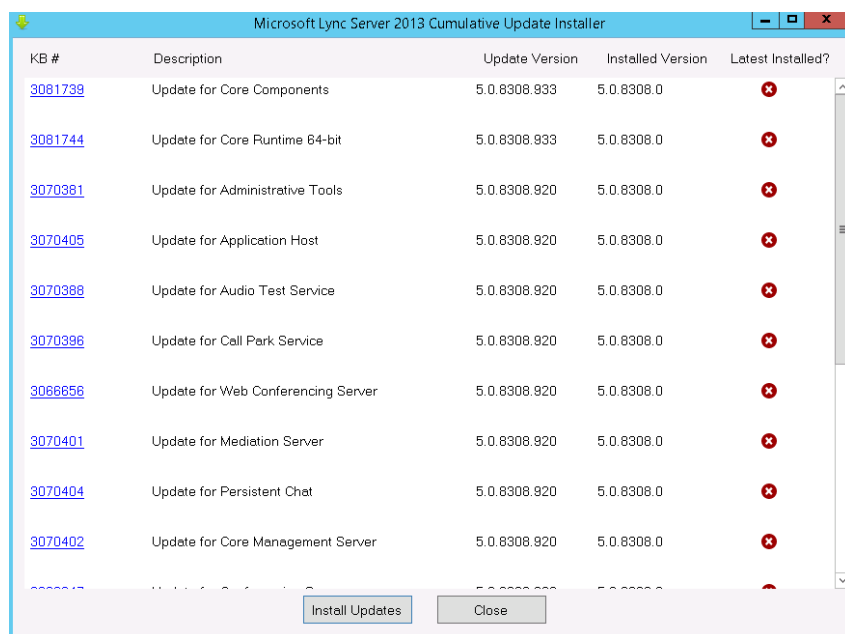 Microsoft Lync Server 2013 Cumulative Update Installer
KB # Description Update Version Installed Version Latest Installed?
3081739 Update for Core Components 5.0.8308.933 5.0.8308.0
3081744 Update for Core Runtime 64-bit 5.0.8308.933 5.0.8308.0
3070381 Update for Administrative Tools 5.0.8308.920 5.0.8308.0
3070405 Update for Application Host 5.0.8308.920 5.0.8308.0
3070388 Update for Audio Test Service 5.0.8308.920 5.0.8308.0
3070396 Update for Call Park Service 5.0.8308.920 5.0.8308.0
3066656 Update for Web Conferencing Server 5.0.8308.920 5.0.8308.0
3070401 Update for Mediation Server 5.0.8308.920 5.0.8308.0
3070404 Update for Persistent Chat 5.0.8308.920 5.0.8308.0
3070402 Update for Core Management Server 5.0.8308.920 5.0.8308.0
Install Updates Close